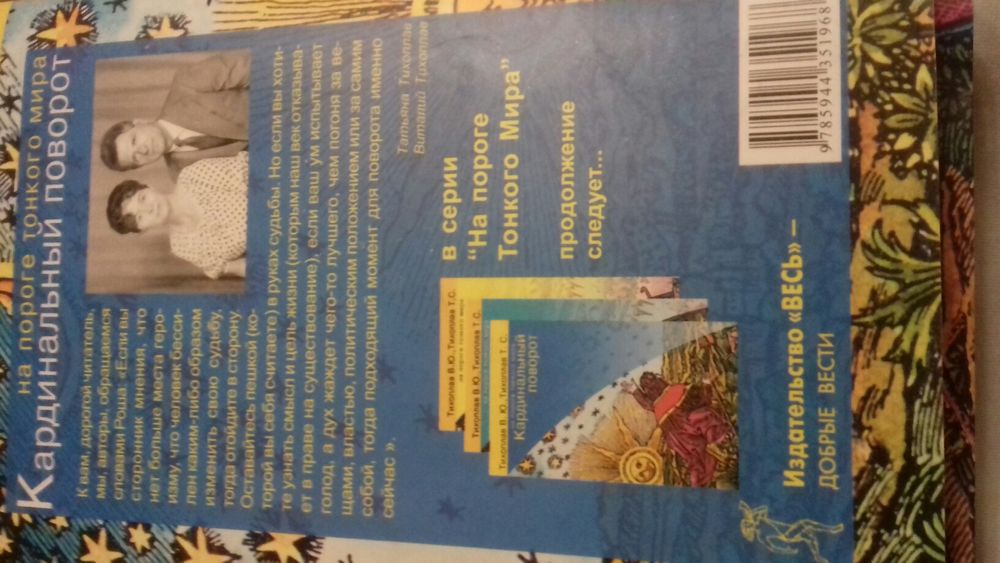 на пороге тонкого мира
Кардинальный поворот
К вам, дорогой читатель,
мы, авторы, обращаемся
словами Роша: «Если вы
сторонник мнения, что
нет больше места геро-
изму, что человек бесси-
лен каким-либо образом
изменить свою судьбу,
тогда отойдите в сторону.
Оставайтесь пешкой (ко-
торой вы себя считаете) в руках судьбы. Но если вы хоти-
те узнать смысл и цель жизни (которым наш век отказыва-
ет в праве на существование), если ваш ум испытывает
голод, а дух жаждет чего-то лучшего, чем погоня за ве-
щами, властью, политическим положением или за самим
собой, тогда подходящий момент для поворота именно
сейчас ».
Татьяна Тихоплав
Виталий Тихоплав
Тихоплав В.Ю., Тихоплав Т.С.
Тихоплав В. Ю. Тихоплав Т. С.
Тихоплав В. Ю., Тихоплав Т. С.
Кардинальный
поворот
в серии
“На пороге
Тонкого Мира”
продолжение
следует...
Издательство «ВЕСЬ» –
ДОБРЫЕ ВЕСТИ
9785944351968